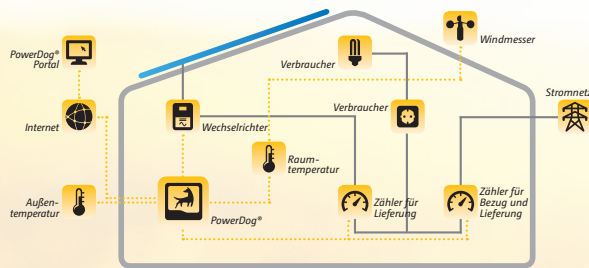 PowerDog®
Portal
Internet
Außen-
temperatur
Wechselrichter
PowerDog®
Raum-
temperatur
Verbraucher
Verbraucher
Windmesser
Stromnetz
Zähler für
Lieferung
Zähler für
Bezug und
Lieferung